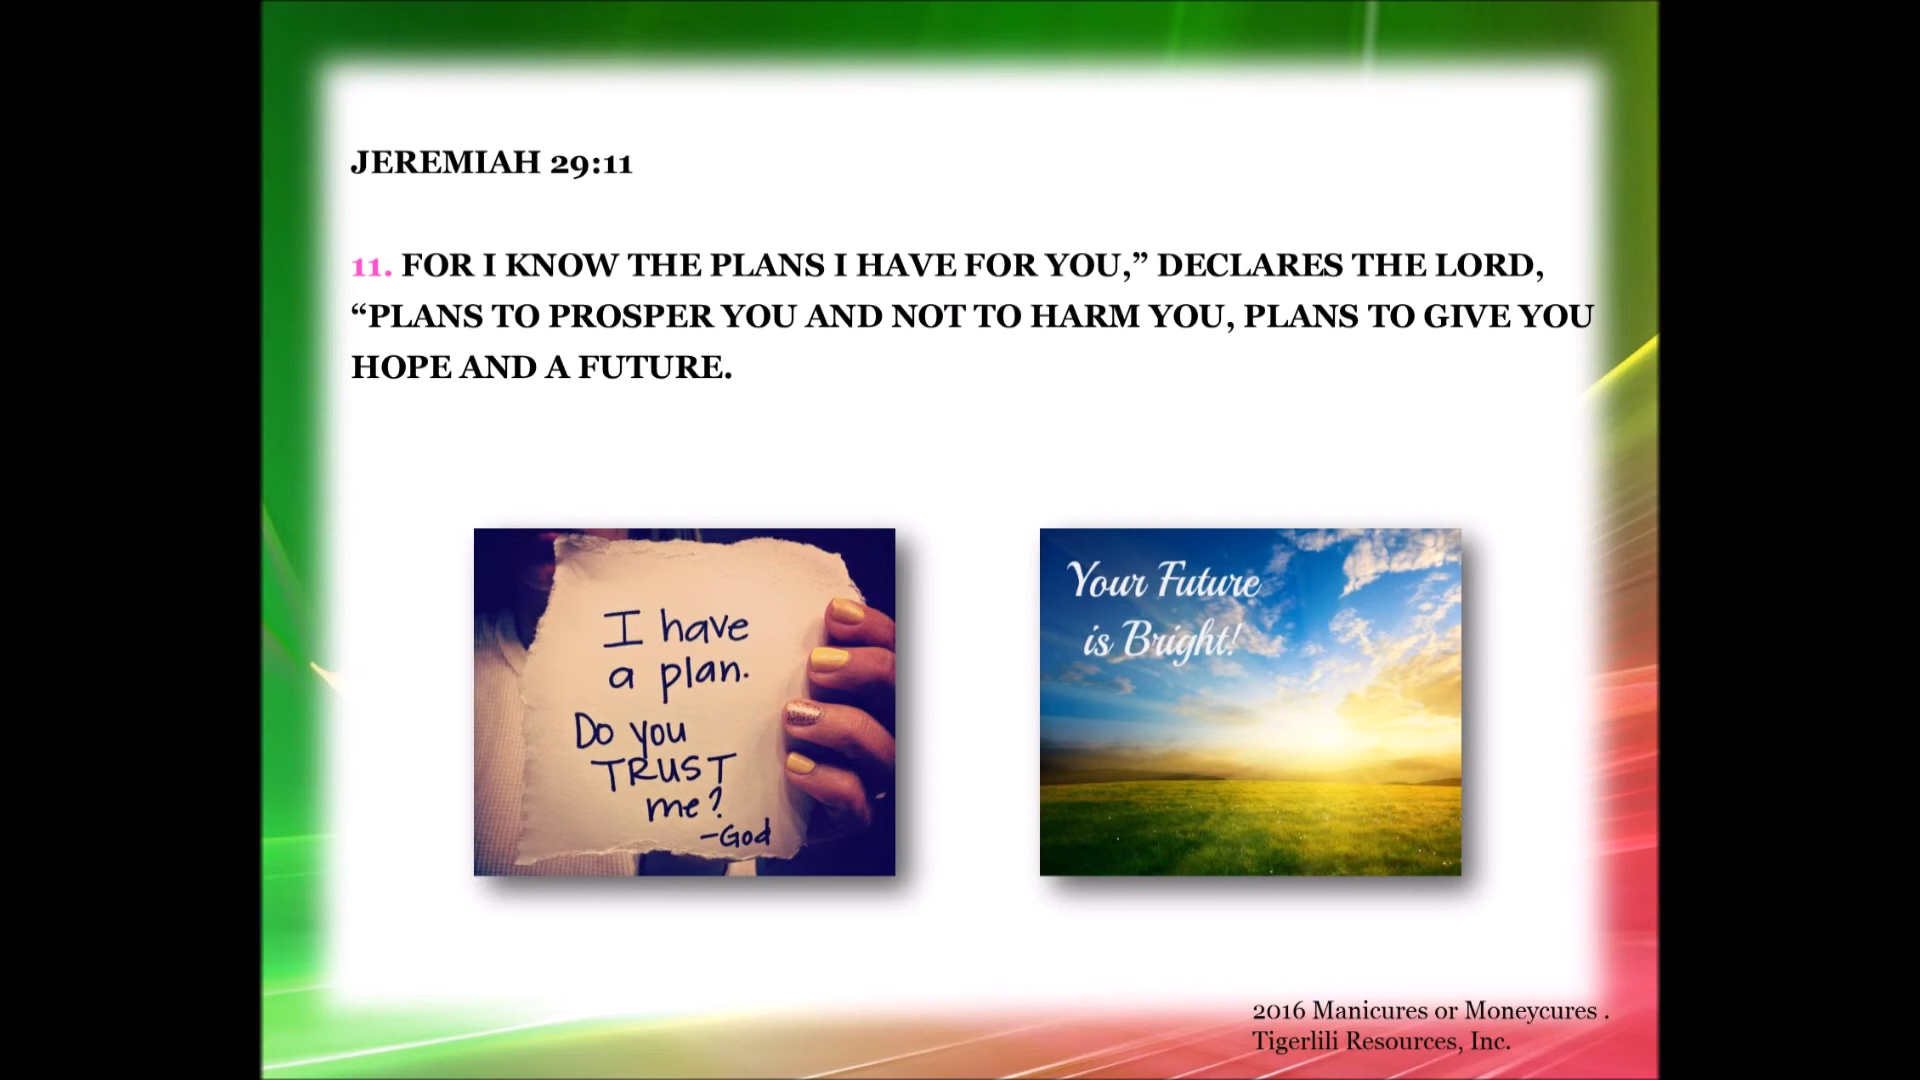 JEREMIAH 29:11
11. FOR I KNOW THE PLANS I HAVE FOR YOU,” DECLARES THE LORD,
“PLANS TO PROSPER YOU AND NOT TO HARM YOU, PLANS TO GIVE YOU
HOPE AND A FUTURE.
I have
a plan.
Do you
TRUST
me?
-God
Your Future
is Bright!
2016 Manicures or Moneycures .
Tigerlili Resources, Inc.